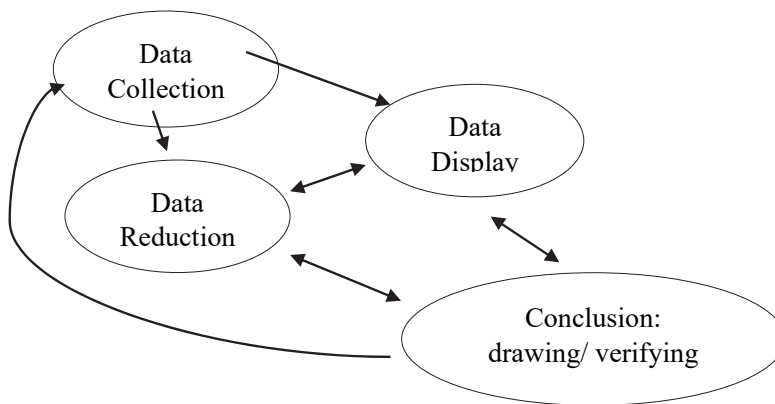 Data
Collection
Data
Display
Data
Reduction
Conclusion:
drawing/ verifying